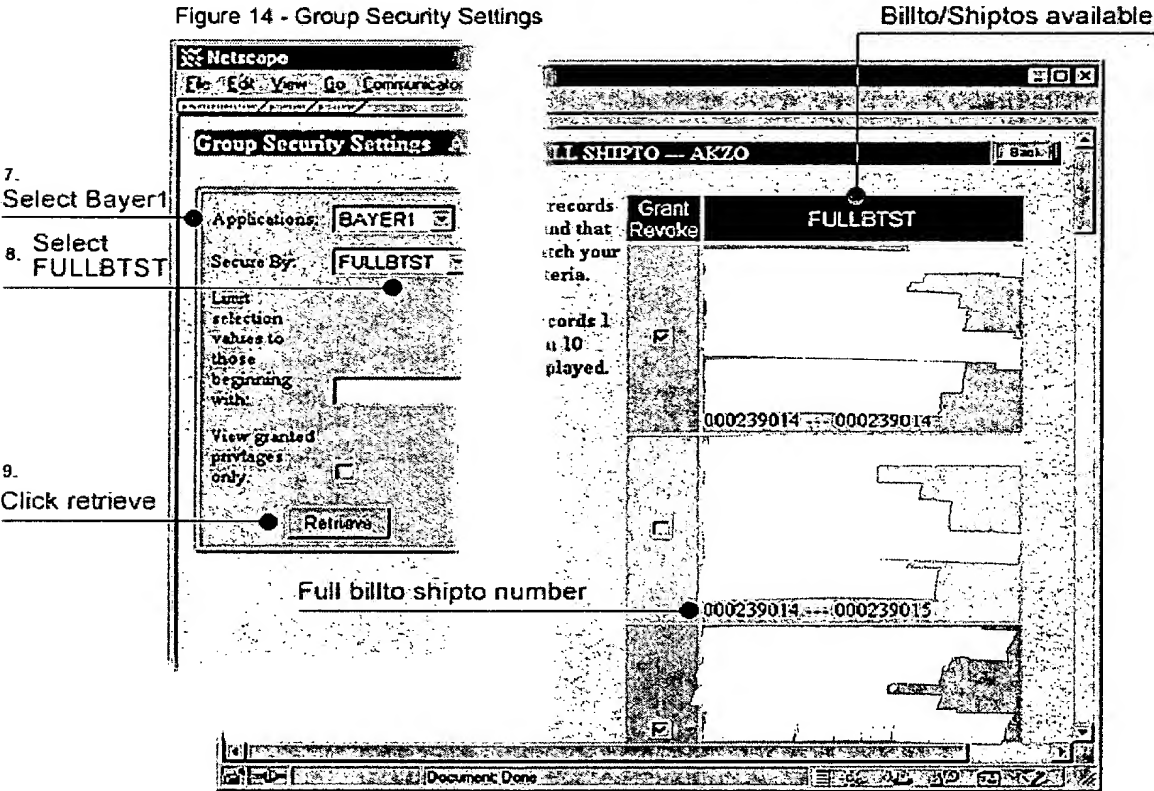 Figure 14 - Group Security Settings
Billto/Shiptos available
Netscape
File Edit View Go Communicator
Group Security Settings
LL SHIPTO --- AKZO
Back
7.
Select Bayer1
Applications: BAYER1
8. Select
FULLBTST
Secure By: FULLBTST
Limit
selection
values to
those
beginning
with:
View granted
privlages
only:
9.
Click retrieve
Retrieve
records
and that
tch your
teria.
cords 1
u 10
played.
Grant
Revoke
FULLBTST
000239014 --- 000239014
Full billto shipto number
000239014 --- 000239015
Document: Done